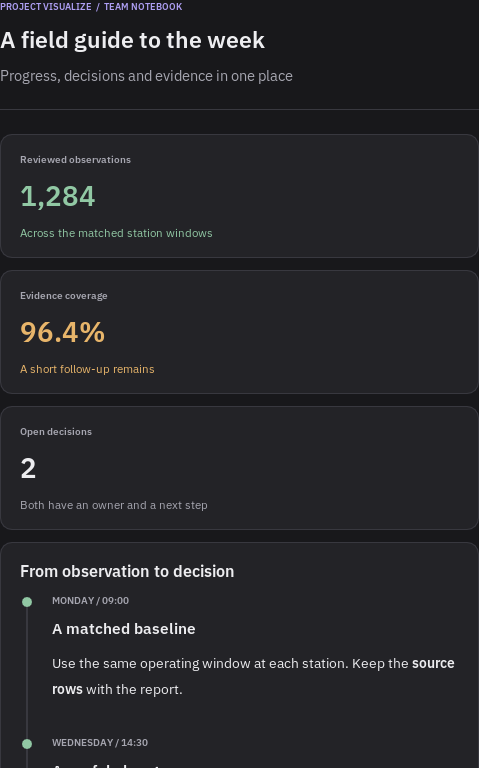 PROJECT VISUALIZE / TEAM NOTEBOOK
A field guide to the week
Progress, decisions and evidence in one place
Reviewed observations
1,284
Across the matched station windows
Evidence coverage
96.4%
A short follow-up remains
Open decisions
2
Both have an owner and a next step
From observation to decision
MONDAY / 09:00
A matched baseline
Use the same operating window at each station. Keep the source
rows with the report.
WEDNESDAY / 14:30